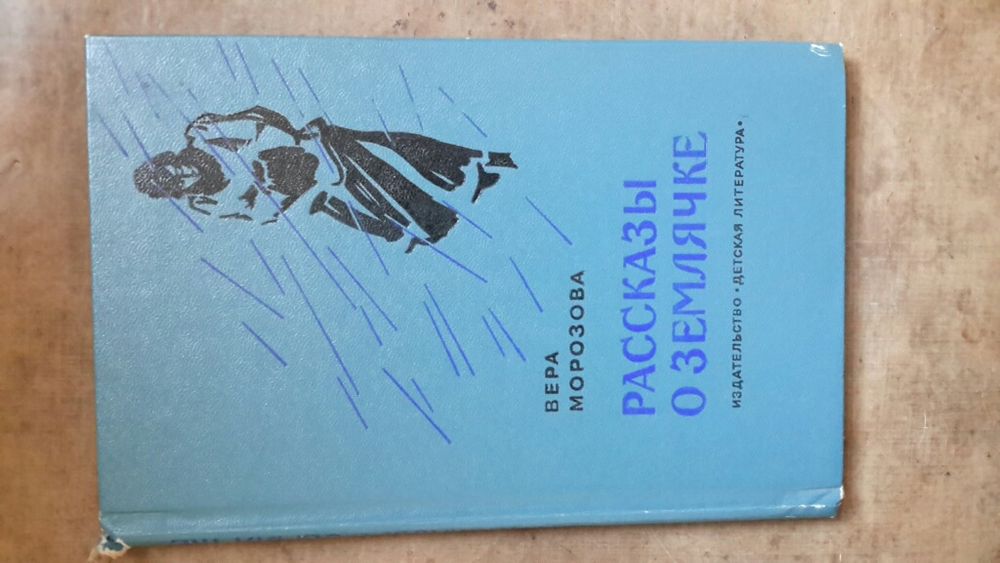 ВЕРА
МОРОЗОВА
РАССКАЗЫ
О ЗЕМЛЯЧКЕ
ИЗДАТЕЛЬСТВО • ДЕТСКАЯ ЛИТЕРАТУРА •